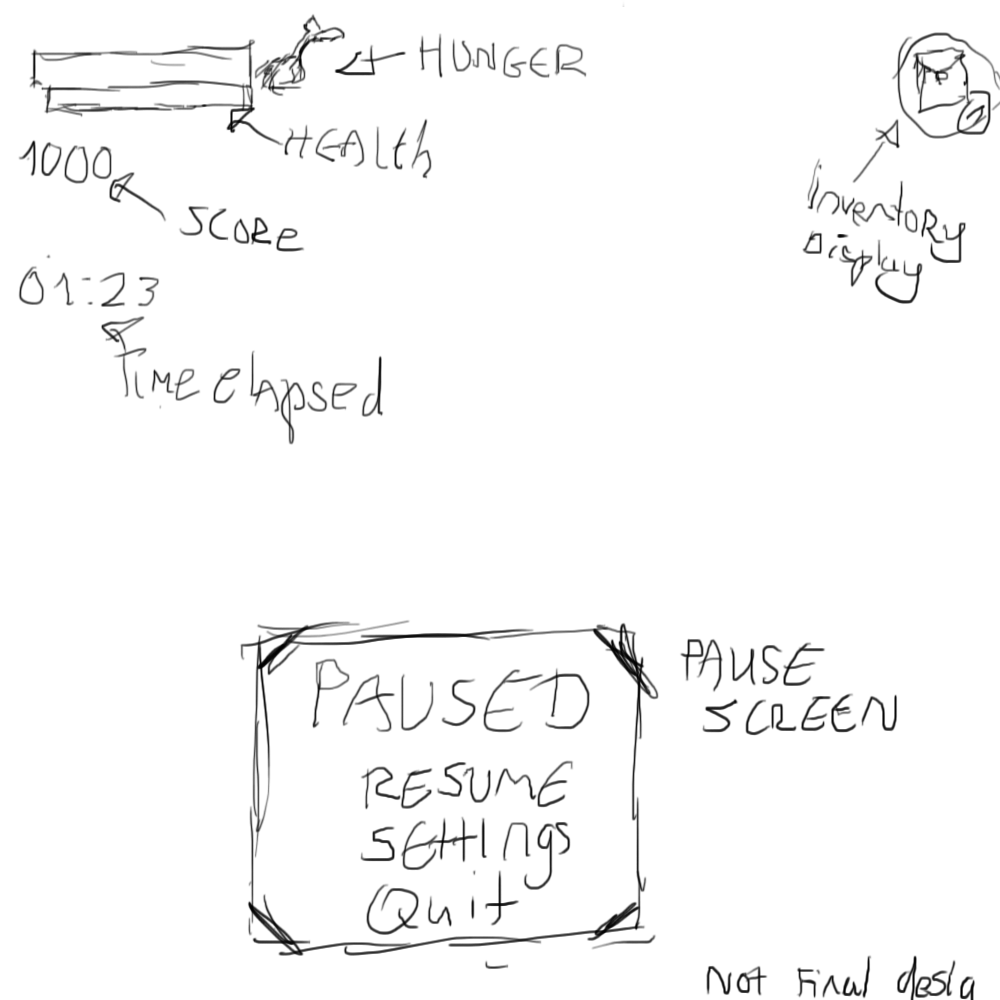 HUNGER
HEALth
1000
SCORE
01:23
Time elapsed
Inventory
Display
PAUSED
RESUME
SETTINgs
Quit
PAUSE
SCREEN
Not Final desig